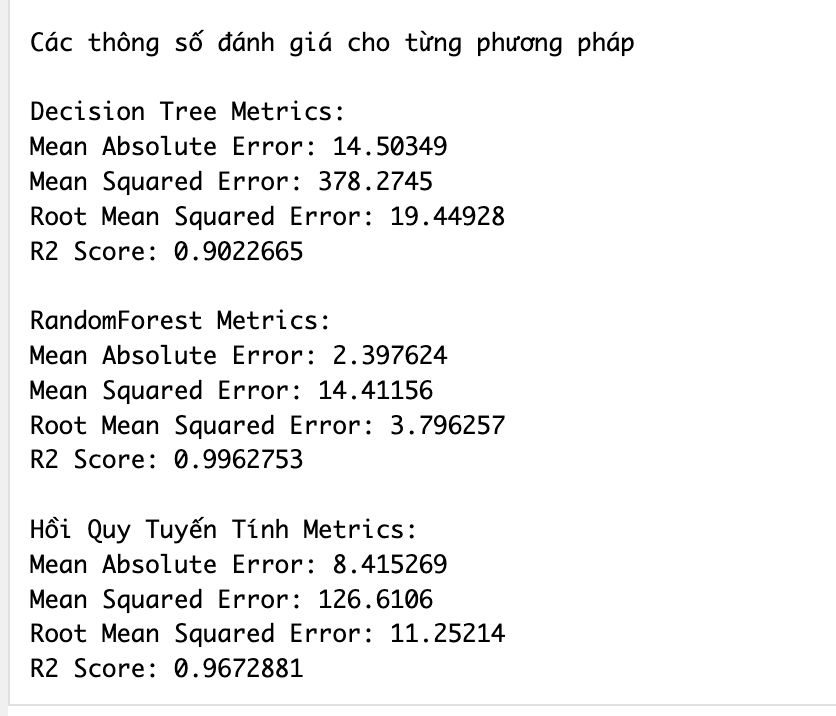 Các thông số đánh giá cho từng phương pháp
Decision Tree Metrics:
Mean Absolute Error: 14.50349
Mean Squared Error: 378.2745
Root Mean Squared Error: 19.44928
R2 Score: 0.9022665
RandomForest Metrics:
Mean Absolute Error: 2.397624
Mean Squared Error: 14.41156
Root Mean Squared Error: 3.796257
R2 Score: 0.9962753
Hồi Quy Tuyến Tính Metrics:
Mean Absolute Error: 8.415269
Mean Squared Error: 126.6106
Root Mean Squared Error: 11.25214
R2 Score: 0.9672881